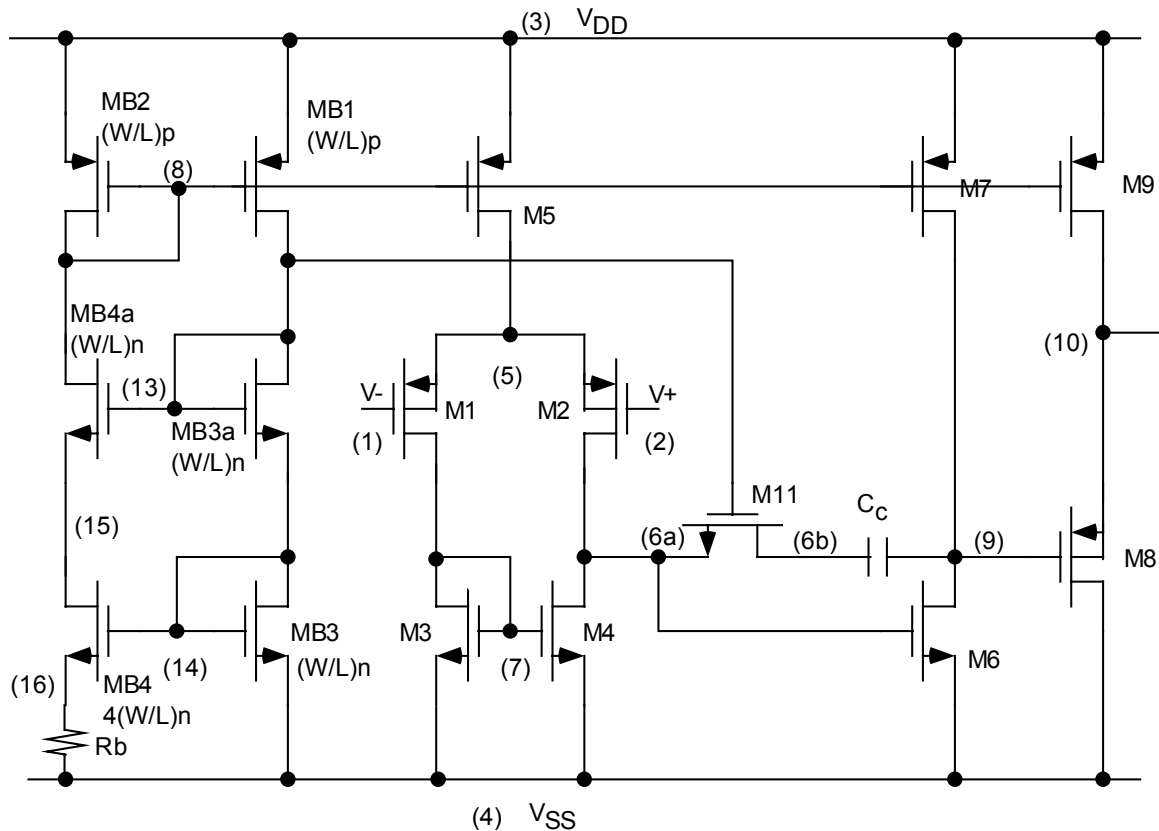 (3) VDD
MB2
(W/L)p
MB1
(W/L)p
(8)
M5
M7
M9
MB4a
(W/L)n
(13)
MB3a
(W/L)n
V-
(1)
M1
(5)
M2
V+
(2)
(10)
M11
CC
(15)
(6a)
(6b)
(9)
M8
MB3
(W/L)n
M3
M4
M6
(14)
(7)
(16)
MB4
4(W/L)n
Rb
(4) VSS